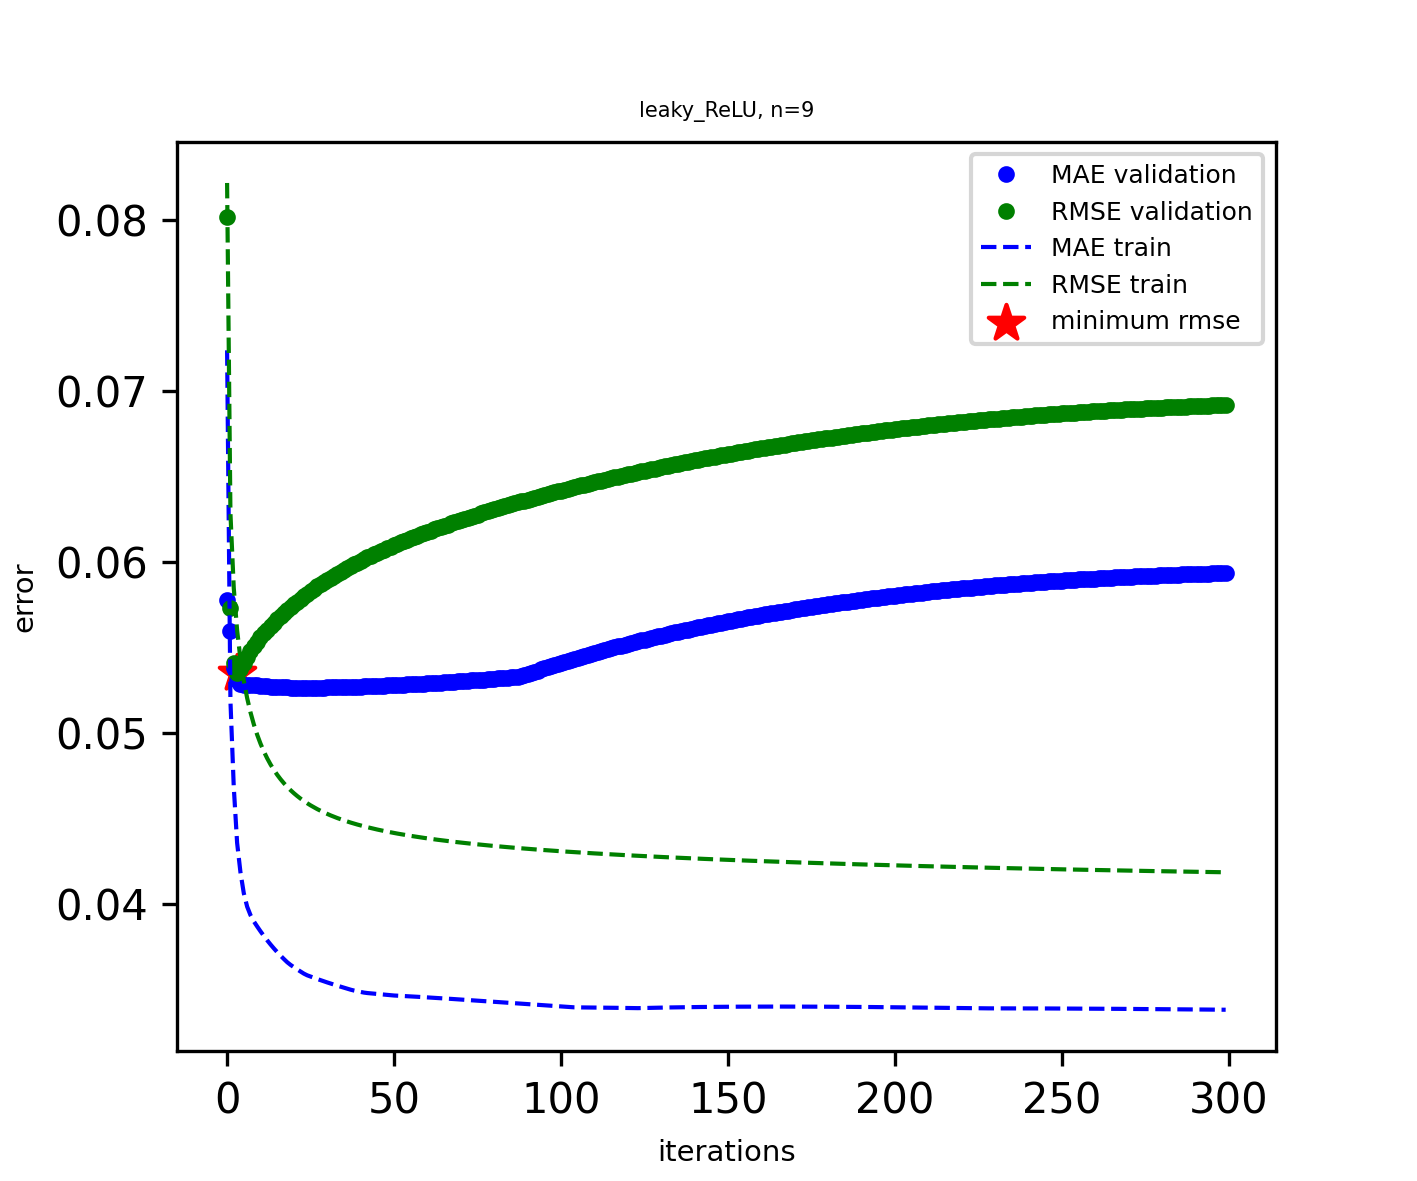 leaky_ReLU, n=9
MAE validation
RMSE validation
MAE train
RMSE train
minimum rmse
error
0.08
0.07
0.06
0.05
0.04
0 50 100 150 200 250 300
iterations